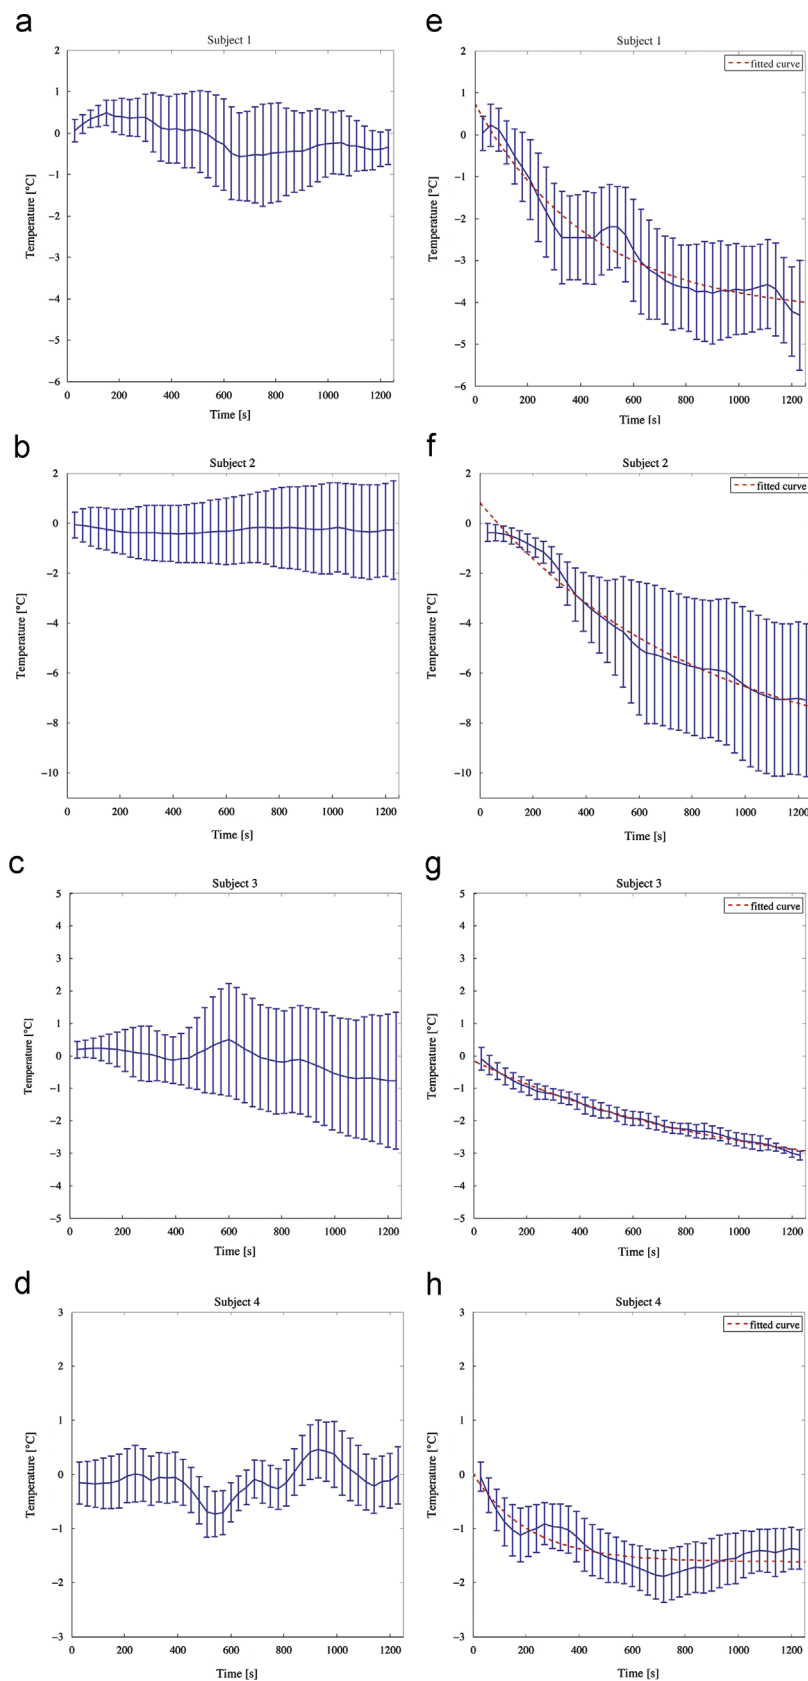 a
Subject 1
2
1
0
−1
−2
−3
−4
−5
−6
0 200 400 600 800 1000 1200
Temperature [°C]
Time [s]
e
Subject 1
fitted curve
2
1
0
−1
−2
−3
−4
−5
−6
0 200 400 600 800 1000 1200
Temperature [°C]
Time [s]
b
Subject 2
2
0
−2
−4
−6
−8
−10
0 200 400 600 800 1000 1200
Temperature [°C]
Time [s]
f
Subject 2
fitted curve
2
0
−2
−4
−6
−8
−10
0 200 400 600 800 1000 1200
Temperature [°C]
Time [s]
c
Subject 3
5
4
3
2
1
0
−1
−2
−3
−4
−5
0 200 400 600 800 1000 1200
Temperature [°C]
Time [s]
g
Subject 3
fitted curve
5
4
3
2
1
0
−1
−2
−3
−4
−5
0 200 400 600 800 1000 1200
Temperature [°C]
Time [s]
d
Subject 4
3
2
1
0
−1
−2
−3
0 200 400 600 800 1000 1200
Temperature [°C]
Time [s]
h
Subject 4
fitted curve
3
2
1
0
−1
−2
−3
0 200 400 600 800 1000 1200
Temperature [°C]
Time [s]